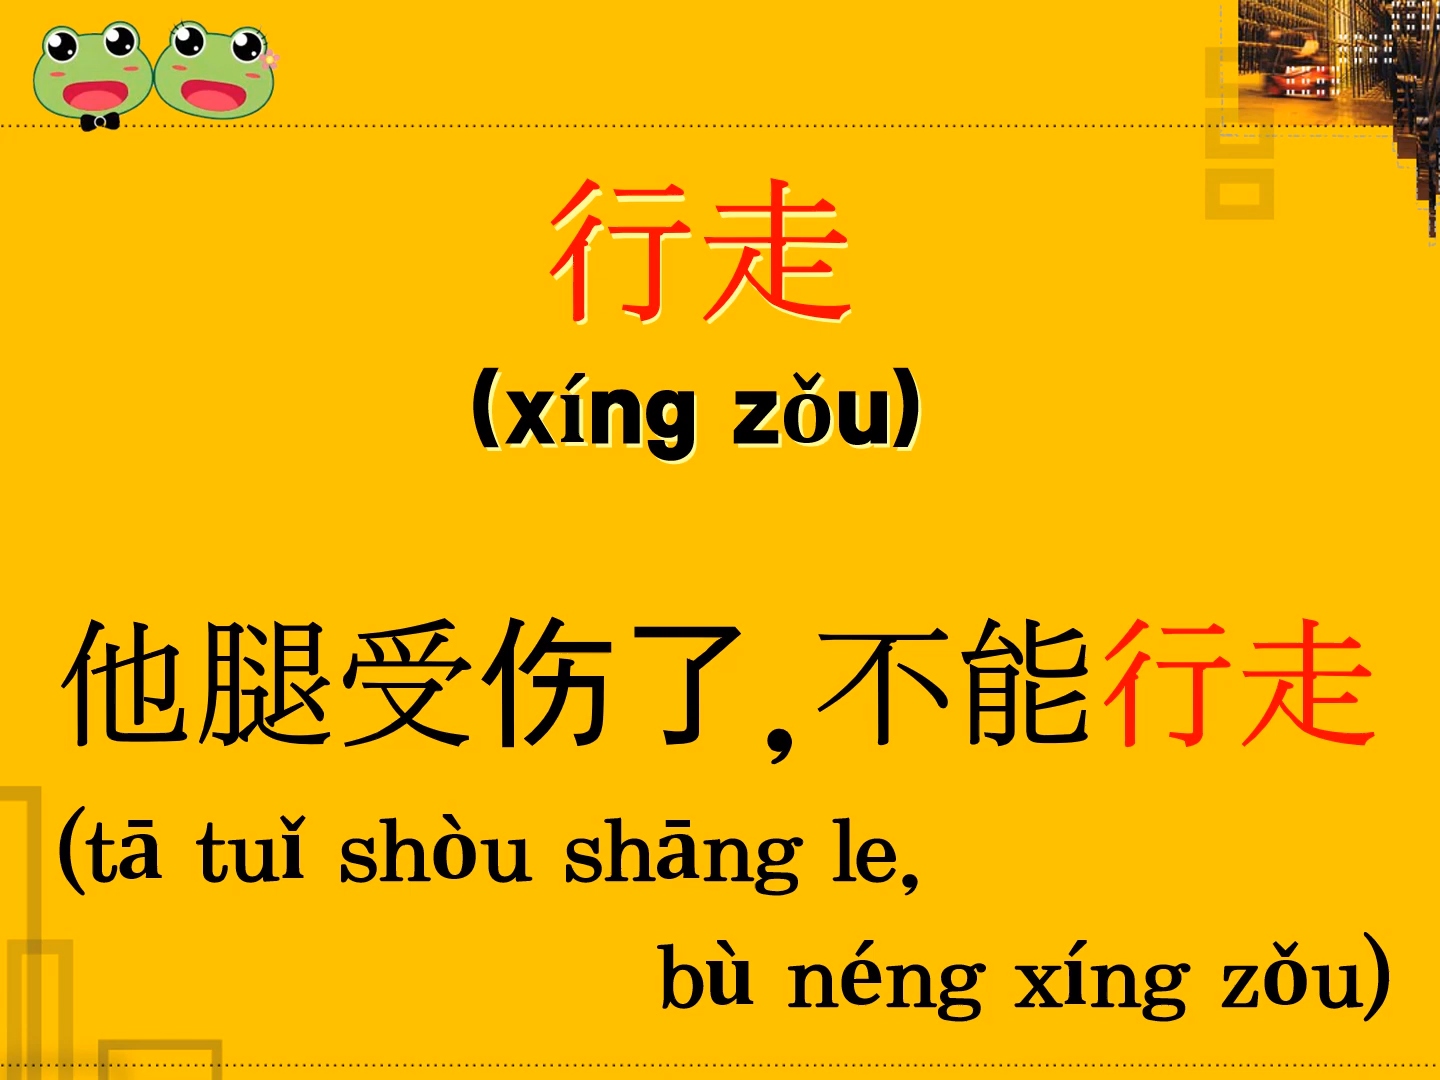 行走
(xíng zǒu)
他腿受伤了,不能行走
(tā tuǐ shòu shāng le,
bù néng xíng zǒu)